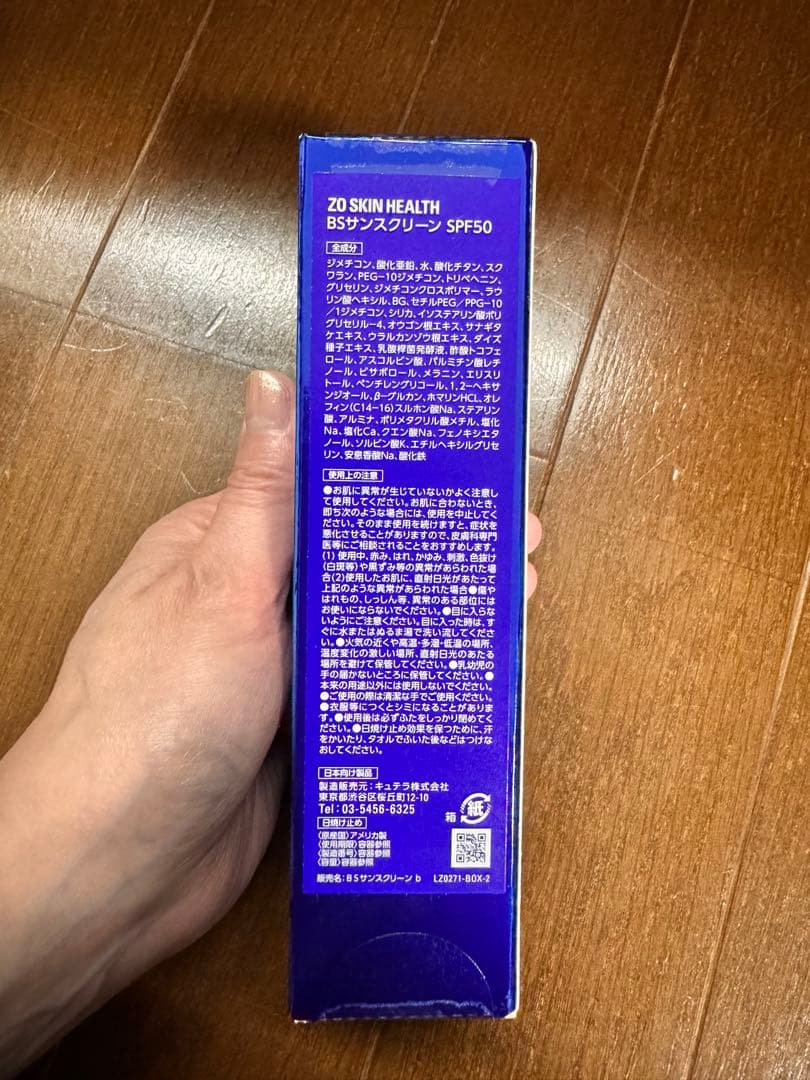 ZO SKIN HEALTH
BSサンスクリーン SPF50
全成分
ジメチコン、酸化亜鉛、水、酸化チタン、スク
ワラン、PEG-10ジメチコン、トリベヘニン、
グリセリン、ジメチコンクロスポリマー、ラウ
リン酸ヘキシル、BG、セチルPEG/PPG-10
/1ジメチコン、シリカ、イソステアリン酸ポリ
グリセリル-4、オウゴン根エキス、サナギタ
ケエキス、ウラルカンゾウ根エキス、ダイズ
種子エキス、乳酸桿菌発酵液、酢酸トコフェ
ロール、アスコルビン酸、パルミチン酸レチ
ノール、ビサボロール、メラニン、エリスリ
トール、ペンチレングリコール、1,2-ヘキサ
ンジオール、β-グルカン、ホマリンHCL、オレ
フィン(C14-16)スルホン酸Na、ステアリン
酸、アルミナ、ポリメタクリル酸メチル、塩化
Na、塩化Ca、クエン酸Na、フェノキシエタ
ノール、ソルビン酸K、エチルヘキシルグリセ
リン、安息香酸Na、酸化鉄
使用上の注意
●お肌に異常が生じていないかよく注意し
て使用してください。お肌に合わないとき、
即ち次のような場合には、使用を中止してく
ださい。そのまま使用を続けますと、症状を
悪化させることがありますので、皮膚科専門
医等にご相談されることをおすすめします。
(1) 使用中、赤み、はれ、かゆみ、刺激、色抜け
(白斑等)や黒ずみ等の異常があらわれた場
合(2)使用したお肌に、直射日光があたって
上記のような異常があらわれた場合●傷や
はれもの、しっしん等、異常のある部位には
お使いにならないでください。●目に入らな
いようにご注意ください。目に入った時は、す
ぐに水またはぬるま湯で洗い流してくださ
い。●火気の近くや高温・多湿・低温の場所、
温度変化の激しい場所、直射日光のあたる
場所を避けて保管してください。●乳幼児の
手の届かないところに保管してください。●
本来の用途以外には使用しないでください。
●ご使用の際は清潔な手でご使用ください。
●衣服等につくとシミになることがありま
す。●使用後は必ずふたをしっかり閉めてく
ださい。●日焼け止め効果を保つために、汗
をかいたり、タオルでふいた後などはつけな
おしてください。
日本向け製品
製造販売元:キュテラ株式会社
東京都渋谷区桜丘町12-10
Tel:03-5456-6325
箱 紙
日焼け止め
〈原産国〉アメリカ製
〈使用期限〉容器参照
〈製造番号〉容器参照
〈容量〉容器参照
販売名:BSサンスクリーン b LZ0271-BOX-2